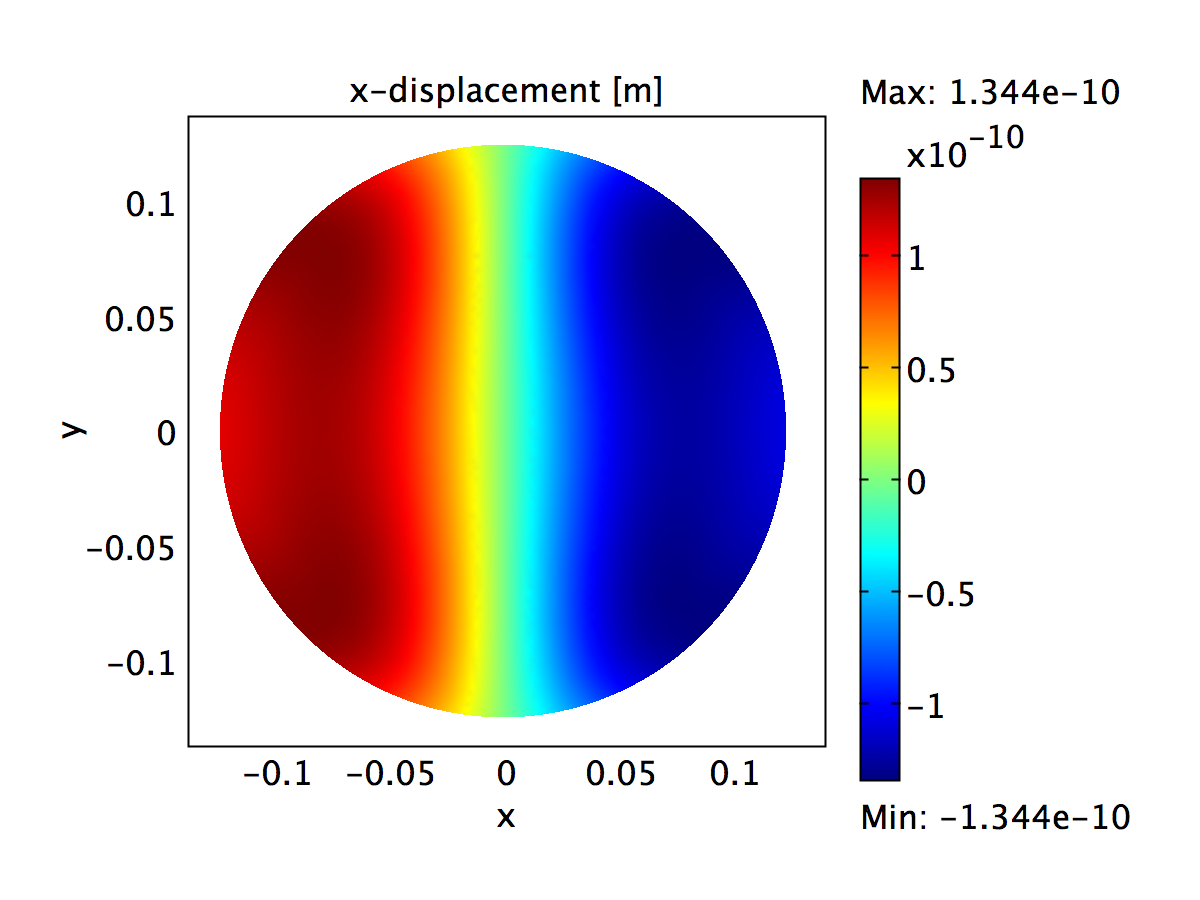 x-displacement [m]
Max: 1.344e-10
x10^-10
0.1
0.05
0
-0.05
-0.1
y
-0.1 -0.05 0 0.05 0.1
x
1
0.5
0
-0.5
-1
Min: -1.344e-10